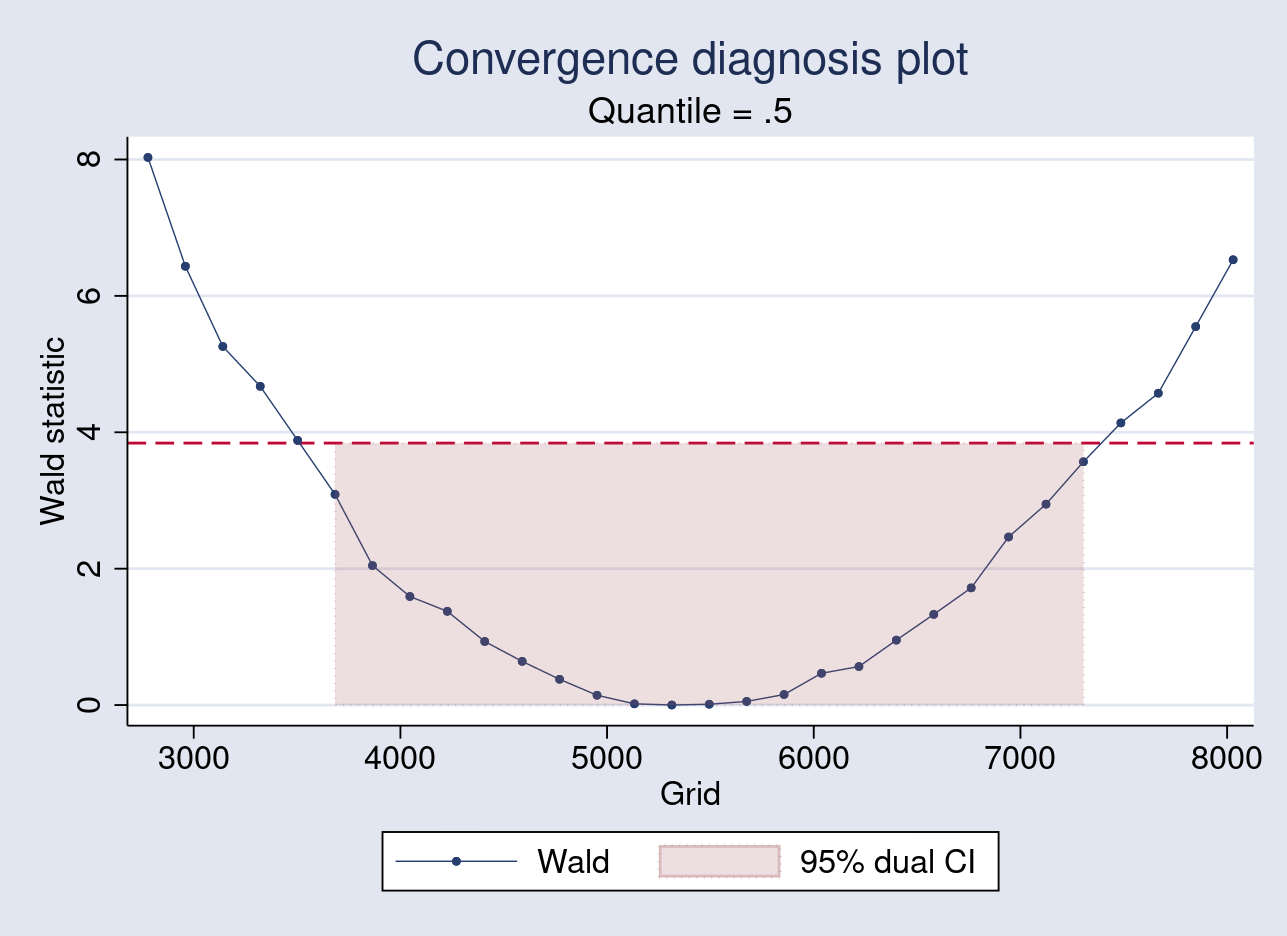 Convergence diagnosis plot
Quantile = .5
Wald statistic
8
6
4
2
0
3000 4000 5000 6000 7000 8000
Grid
Wald 95% dual CI